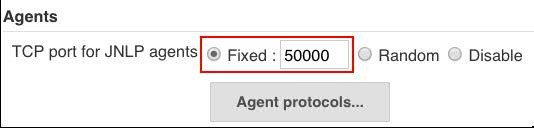 Agents
TCP port for JNLP agents Fixed : 50000 Random Disable
Agent protocols...